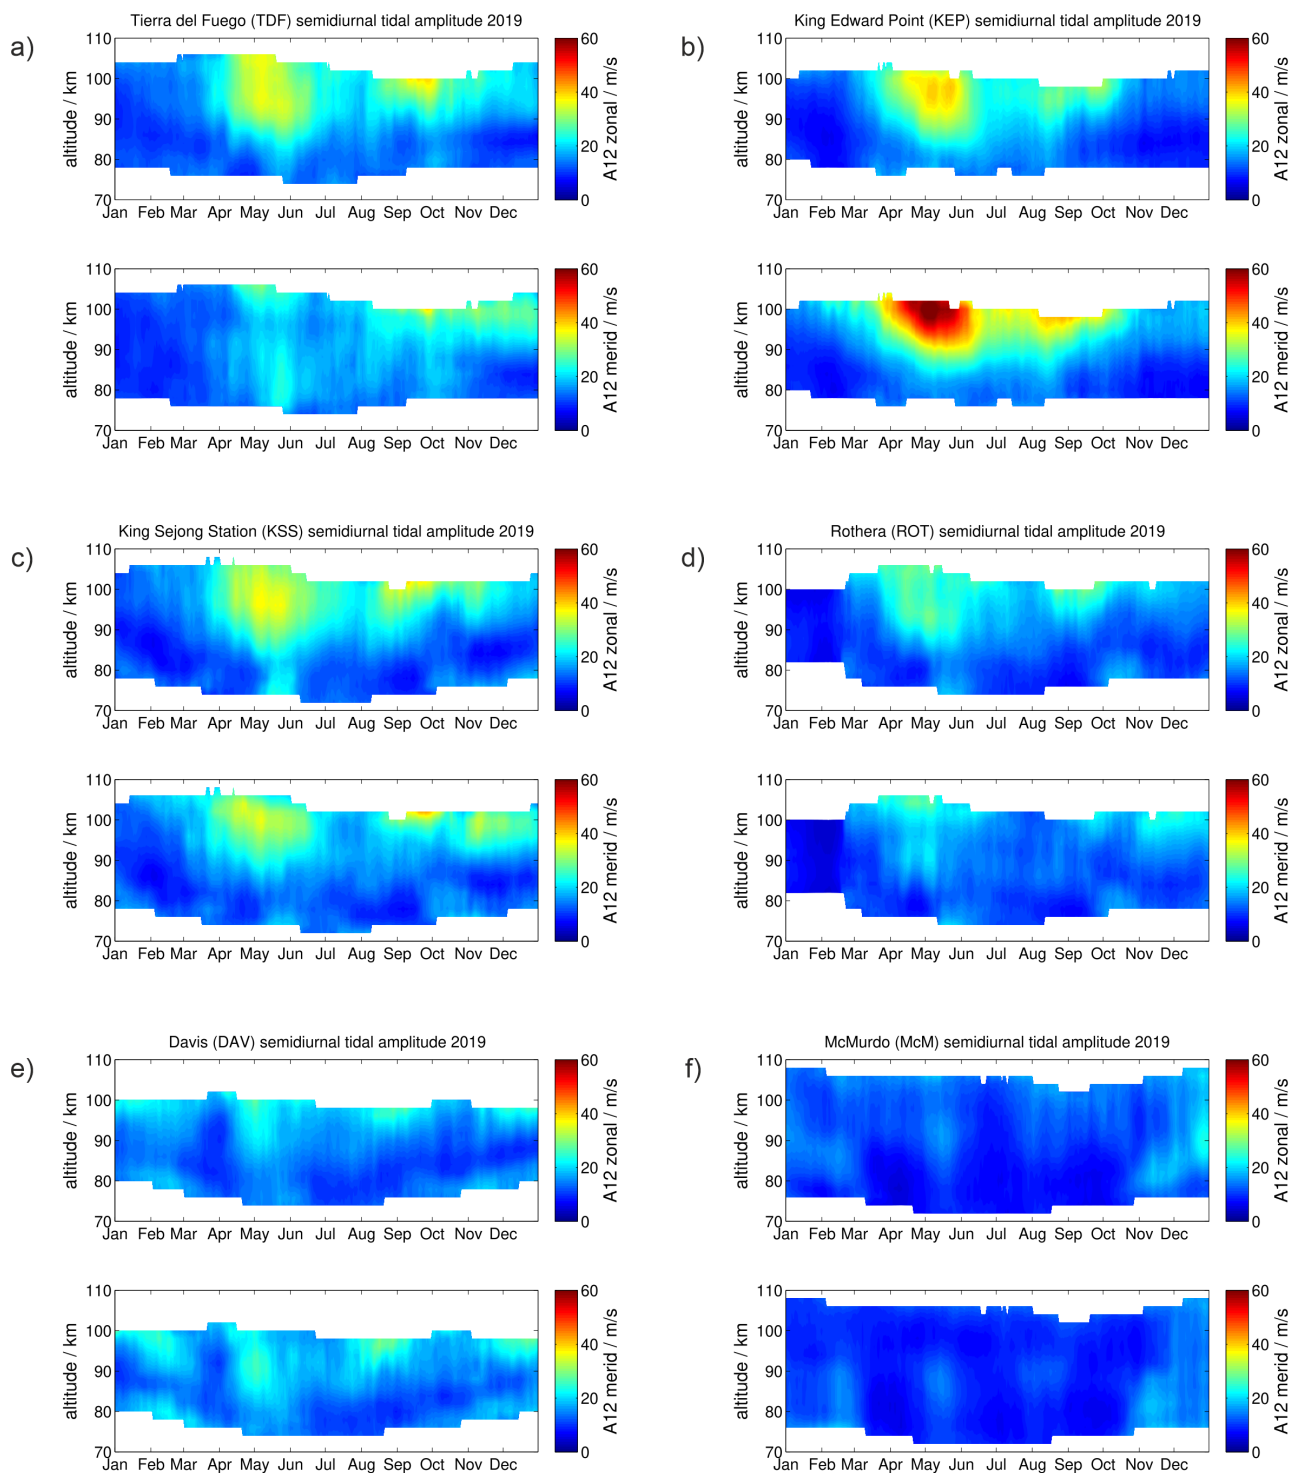 a)
Tierra del Fuego (TDF) semidiurnal tidal amplitude 2019
110
100
90
80
70
altitude / km
Jan Feb Mar Apr May Jun Jul Aug Sep Oct Nov Dec
60
40
20
0
A12 zonal / m/s
110
100
90
80
70
altitude / km
Jan Feb Mar Apr May Jun Jul Aug Sep Oct Nov Dec
60
40
20
0
A12 merid / m/s
b)
King Edward Point (KEP) semidiurnal tidal amplitude 2019
110
100
90
80
70
altitude / km
Jan Feb Mar Apr May Jun Jul Aug Sep Oct Nov Dec
60
40
20
0
A12 zonal / m/s
110
100
90
80
70
altitude / km
Jan Feb Mar Apr May Jun Jul Aug Sep Oct Nov Dec
60
40
20
0
A12 merid / m/s
c)
King Sejong Station (KSS) semidiurnal tidal amplitude 2019
110
100
90
80
70
altitude / km
Jan Feb Mar Apr May Jun Jul Aug Sep Oct Nov Dec
60
40
20
0
A12 zonal / m/s
110
100
90
80
70
altitude / km
Jan Feb Mar Apr May Jun Jul Aug Sep Oct Nov Dec
60
40
20
0
A12 merid / m/s
d)
Rothera (ROT) semidiurnal tidal amplitude 2019
110
100
90
80
70
altitude / km
Jan Feb Mar Apr May Jun Jul Aug Sep Oct Nov Dec
60
40
20
0
A12 zonal / m/s
110
100
90
80
70
altitude / km
Jan Feb Mar Apr May Jun Jul Aug Sep Oct Nov Dec
60
40
20
0
A12 merid / m/s
e)
Davis (DAV) semidiurnal tidal amplitude 2019
110
100
90
80
70
altitude / km
Jan Feb Mar Apr May Jun Jul Aug Sep Oct Nov Dec
60
40
20
0
A12 zonal / m/s
110
100
90
80
70
altitude / km
Jan Feb Mar Apr May Jun Jul Aug Sep Oct Nov Dec
60
40
20
0
A12 merid / m/s
f)
McMurdo (McM) semidiurnal tidal amplitude 2019
110
100
90
80
70
altitude / km
Jan Feb Mar Apr May Jun Jul Aug Sep Oct Nov Dec
60
40
20
0
A12 zonal / m/s
110
100
90
80
70
altitude / km
Jan Feb Mar Apr May Jun Jul Aug Sep Oct Nov Dec
60
40
20
0
A12 merid / m/s